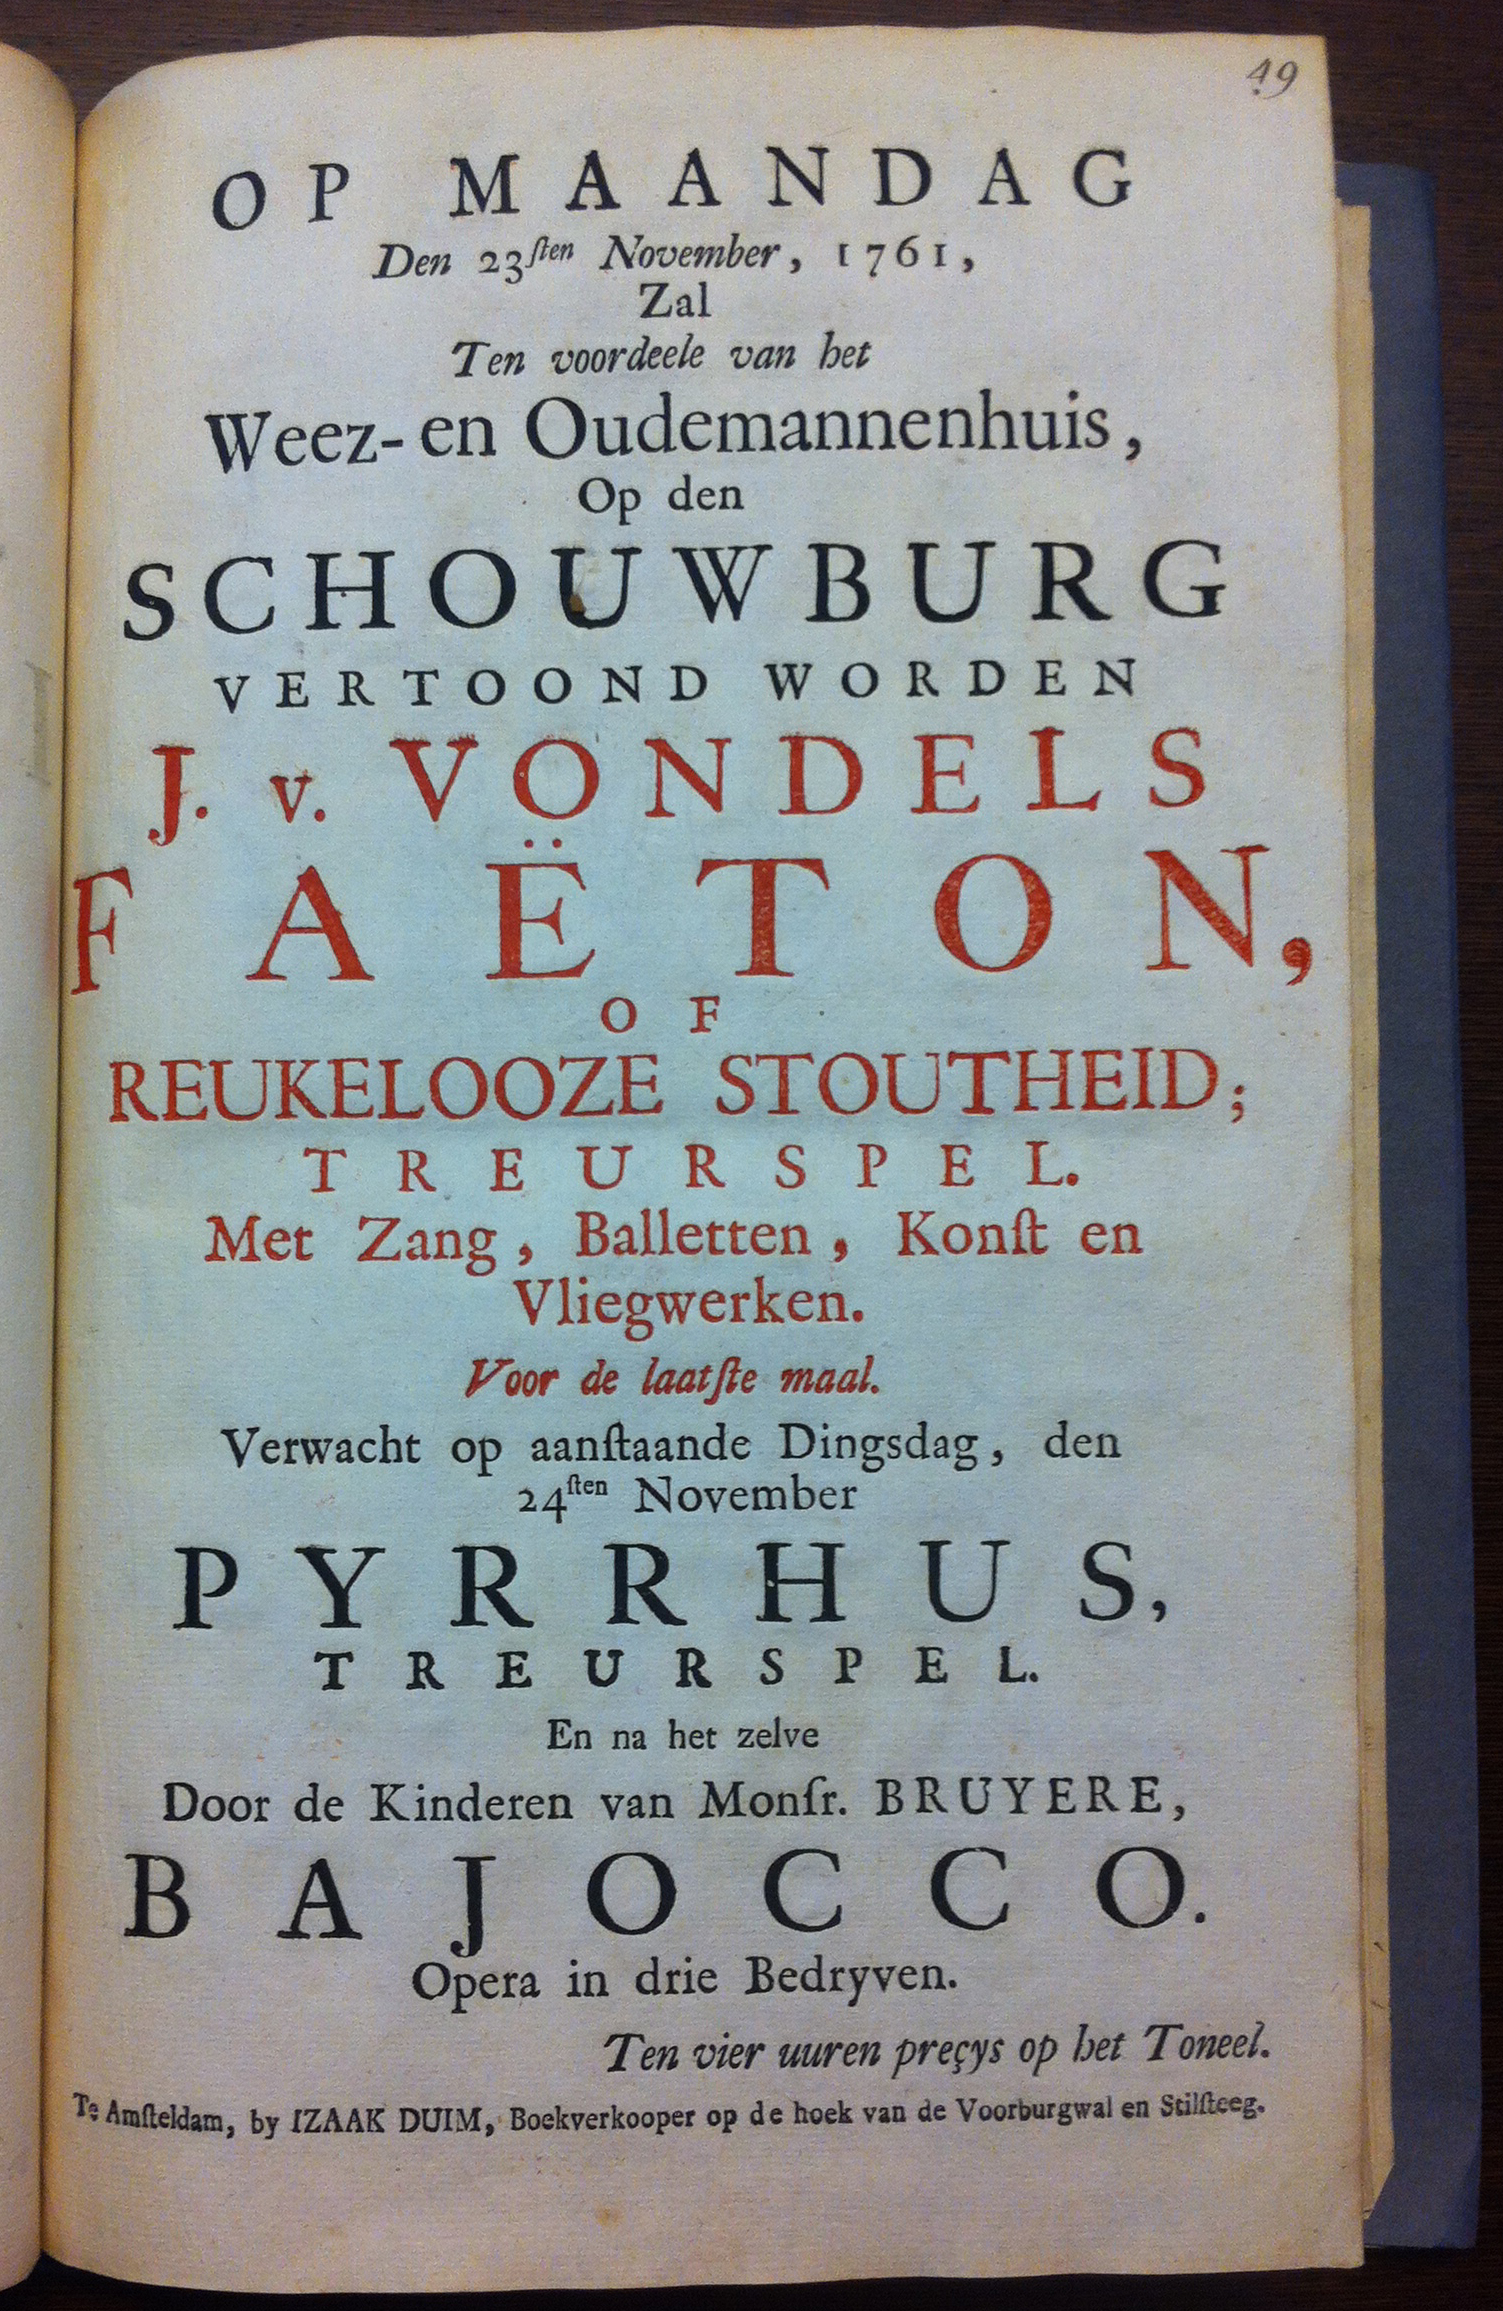 49
OP MAANDAG
Den 23ſten November, 1761,
Zal
Ten voordeele van het
Weez- en Oudemannenhuis,
Op den
SCHOUWBURG
VERTOOND WORDEN
J. v. VONDELS
FAËTON,
OF
REUKELOOZE STOUTHEID;
TREURSPEL.
Met Zang, Balletten, Konſt en
Vliegwerken.
Voor de laatſte maal.
Verwacht op aanſtaande Dingsdag, den
24ſten November
PYRRHUS,
TREURSPEL.
En na het zelve
Door de Kinderen van Monſr. BRUYERE,
BAJOCCO.
Opera in drie Bedryven.
Ten vier uuren preçys op het Toneel.
Te Amſteldam, by IZAAK DUIM, Boekverkooper op de hoek van de Voorburgwal en Stilſteeg.